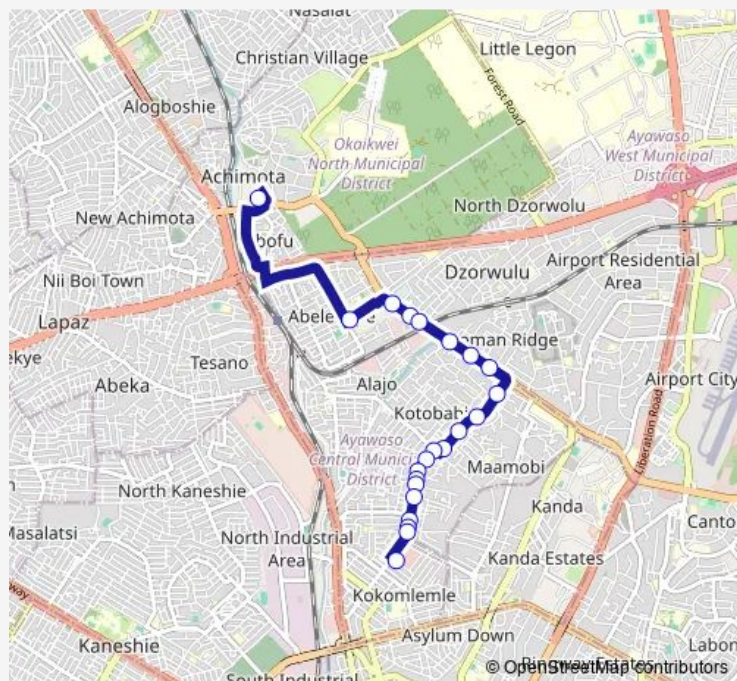 Nasalat
Little Legon
Christian Village
Forest Road
Alogboshie
Okaikwei
North Municipal
District
Ayawaso
West Municipal
District
Achimota
New Achimota
North Dzorwulu
bofu
Airport Residential
Area
Dzorwulu
Nii Boi Town
Lapaz
Abele
oman Ridge
Tesano
Airport City
Alajo
Abeka
Kotobabi
Liberation Road
Ayawaso
Central Munici
District
Maamobi
North Kaneshie
Kanda
Masalatsi
North Industrial
Area
Canto
Kanda Estates
Kokomlemle
Kaneshie
Asylum Down
Labon
South Industrial
© OpenStreetMap contributors